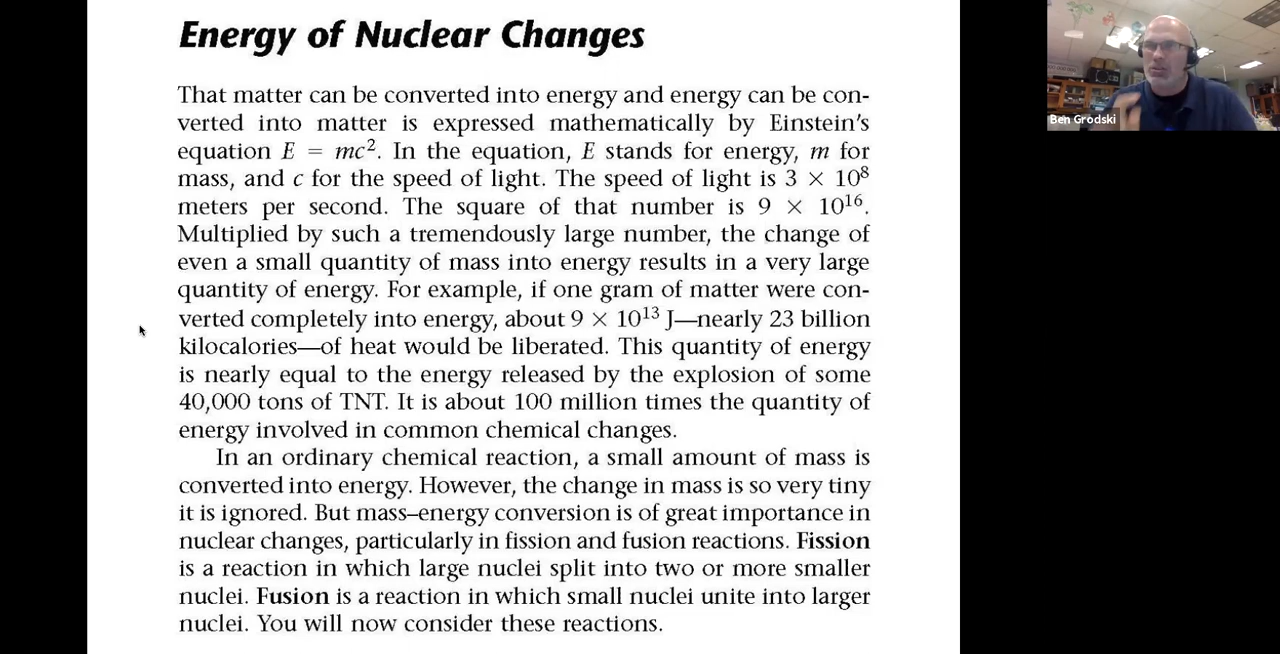 Energy of Nuclear Changes
That matter can be converted into energy and energy can be con-
verted into matter is expressed mathematically by Einstein's
equation E = mc². In the equation, E stands for energy, m for
mass, and c for the speed of light. The speed of light is 3 × 10⁸
meters per second. The square of that number is 9 × 10¹⁶.
Multiplied by such a tremendously large number, the change of
even a small quantity of mass into energy results in a very large
quantity of energy. For example, if one gram of matter were con-
verted completely into energy, about 9 × 10¹³ J—nearly 23 billion
kilocalories—of heat would be liberated. This quantity of energy
is nearly equal to the energy released by the explosion of some
40,000 tons of TNT. It is about 100 million times the quantity of
energy involved in common chemical changes.
In an ordinary chemical reaction, a small amount of mass is
converted into energy. However, the change in mass is so very tiny
it is ignored. But mass–energy conversion is of great importance in
nuclear changes, particularly in fission and fusion reactions. Fission
is a reaction in which large nuclei split into two or more smaller
nuclei. Fusion is a reaction in which small nuclei unite into larger
nuclei. You will now consider these reactions.
Ben Grodski